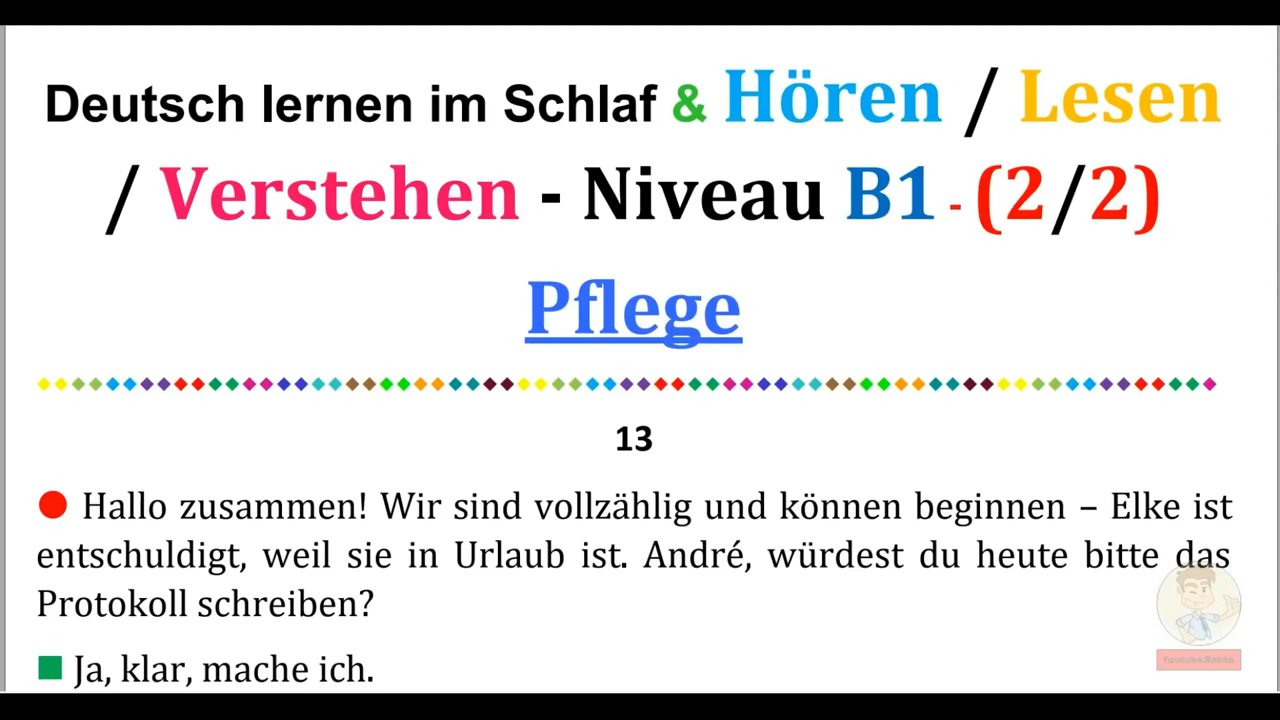 Deutsch lernen im Schlaf & Hören / Lesen
/ Verstehen - Niveau B1 - (2/2)
Pflege
13
Hallo zusammen! Wir sind vollzählig und können beginnen – Elke ist
entschuldigt, weil sie in Urlaub ist. André, würdest du heute bitte das
Protokoll schreiben?
Ja, klar, mache ich.